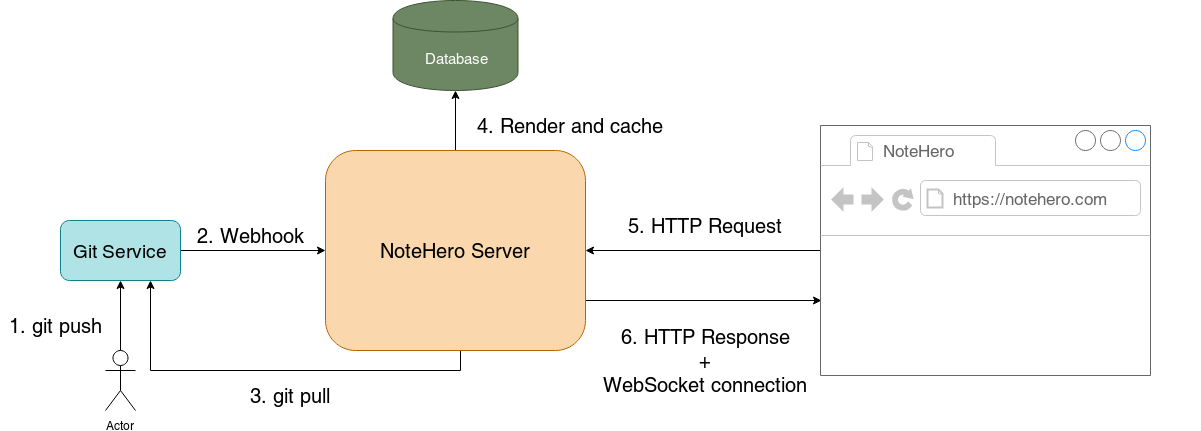 Database
4. Render and cache
NoteHero
https://notehero.com
5. HTTP Request
2. Webhook
Git Service
NoteHero Server
1. git push
6. HTTP Response
+
WebSocket connection
3. git pull
Actor